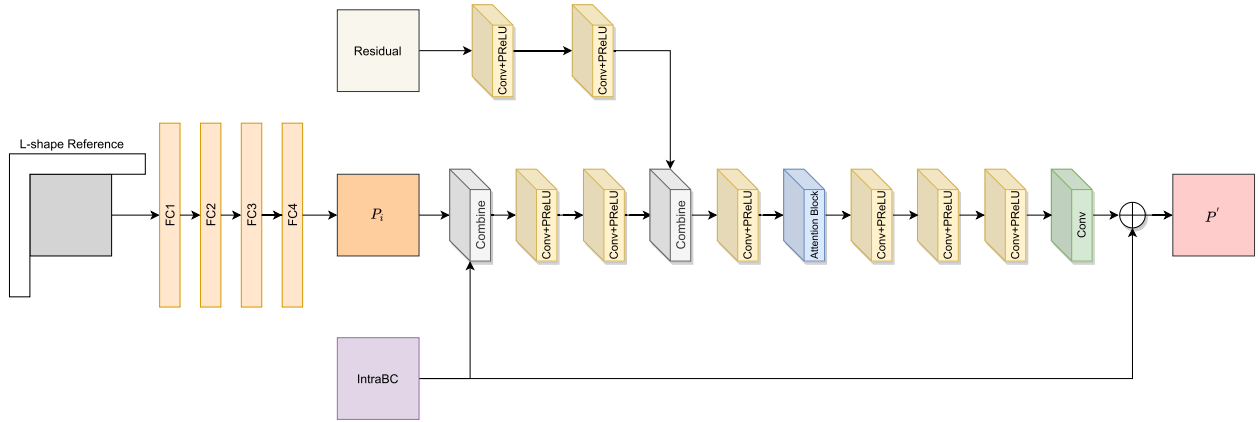 Residual
Conv+PReLU
Conv+PReLU
L-shape Reference
FC1
FC2
FC3
FC4
P_i
Combine
Conv+PReLU
Conv+PReLU
Combine
Conv+PReLU
Attention Block
Conv+PReLU
Conv+PReLU
Conv+PReLU
Conv
P′
IntraBC